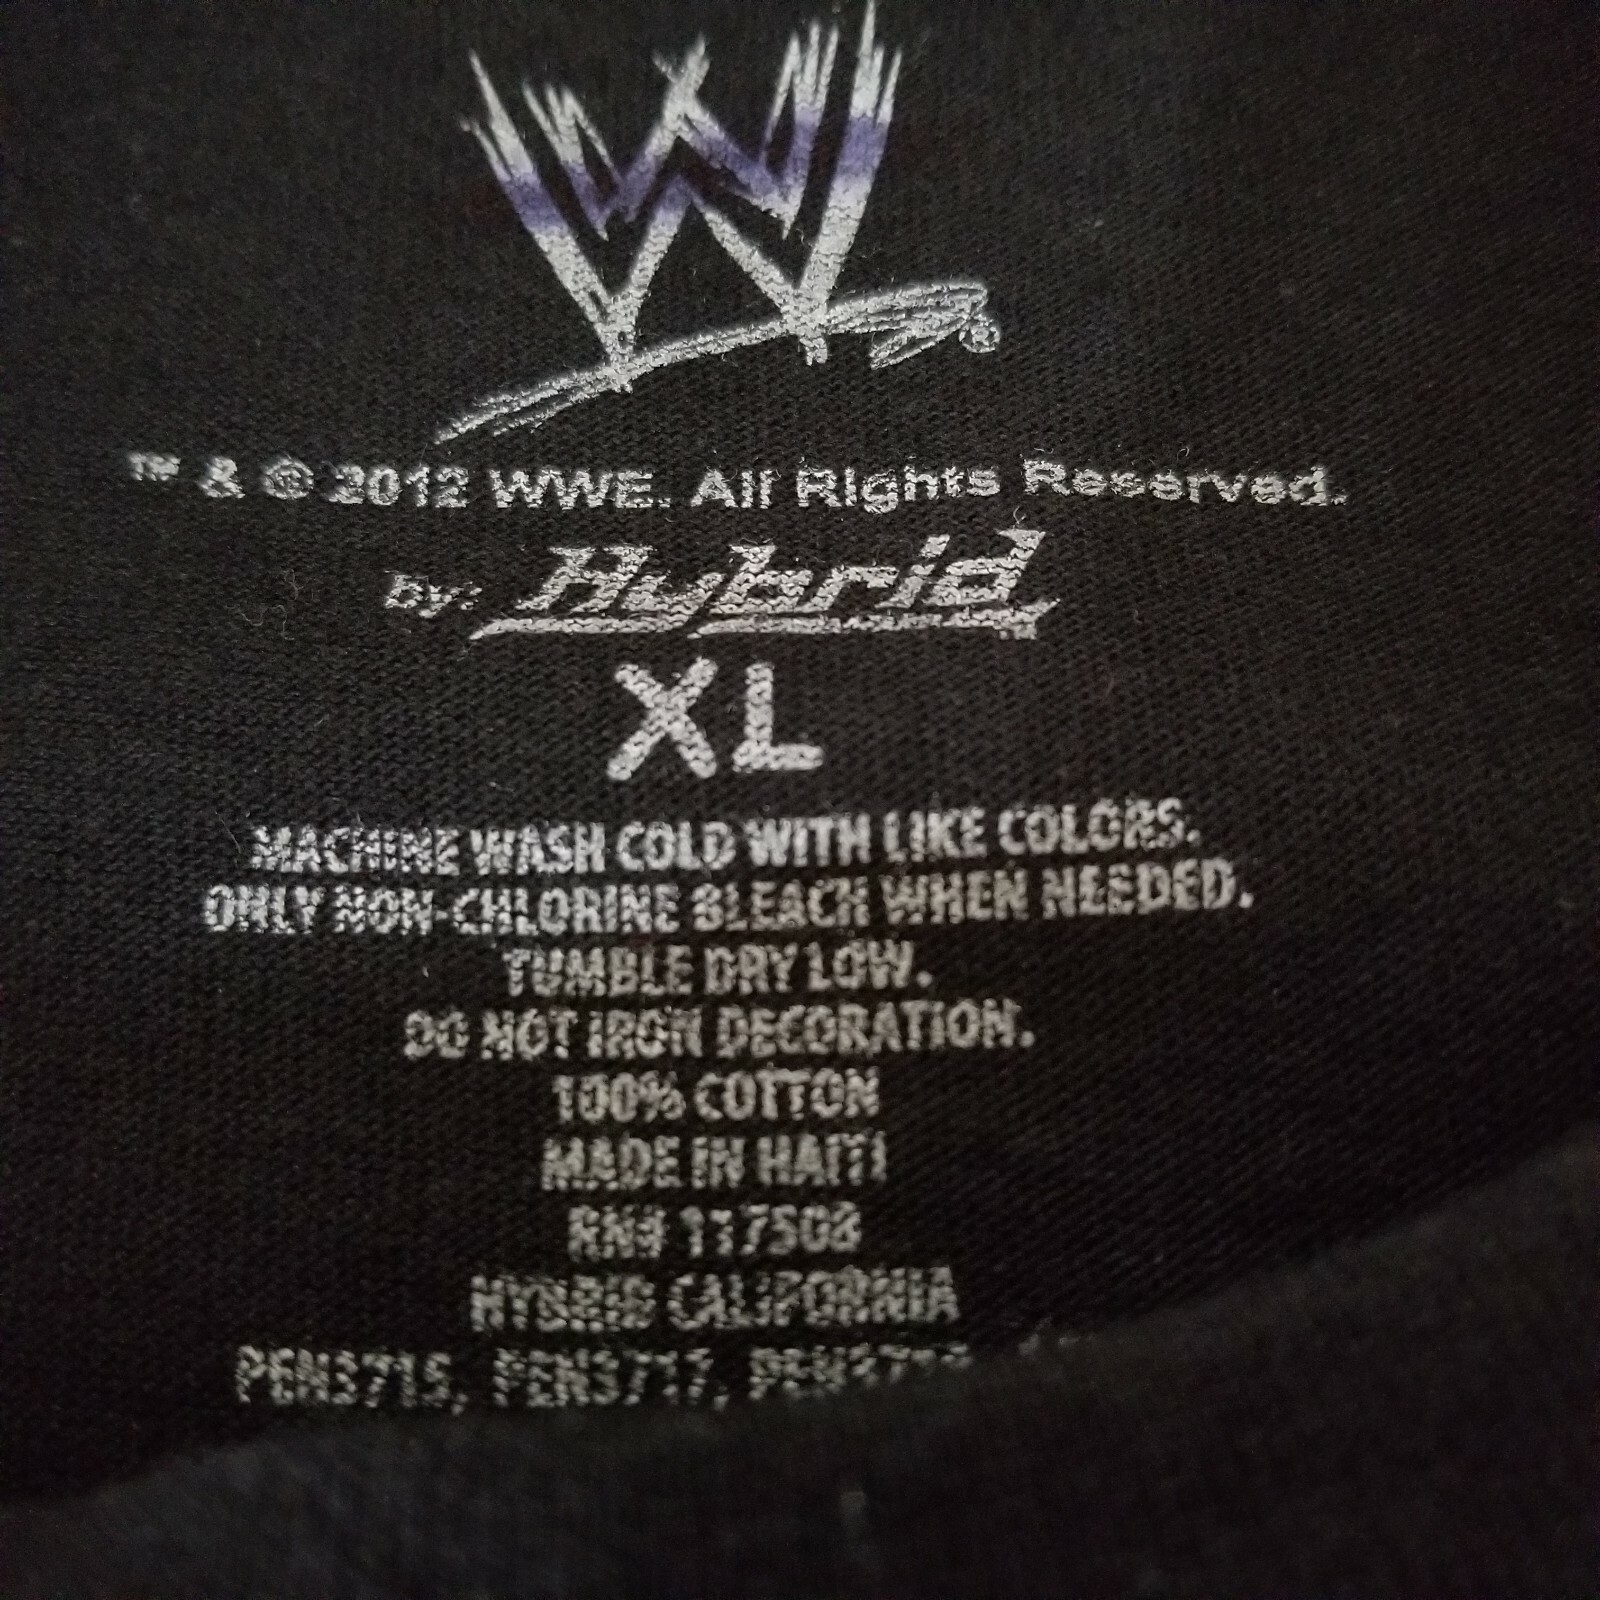 W®
™ & © 2012 WWE. All Rights Reserved.
by: Hybrid™
XL
MACHINE WASH COLD WITH LIKE COLORS.
ONLY NON-CHLORINE BLEACH WHEN NEEDED.
TUMBLE DRY LOW.
DO NOT IRON DECORATION.
100% COTTON
MADE IN HAITI
RN# 117508
HYBRID CALIFORNIA
PEN3715, PEN3717,